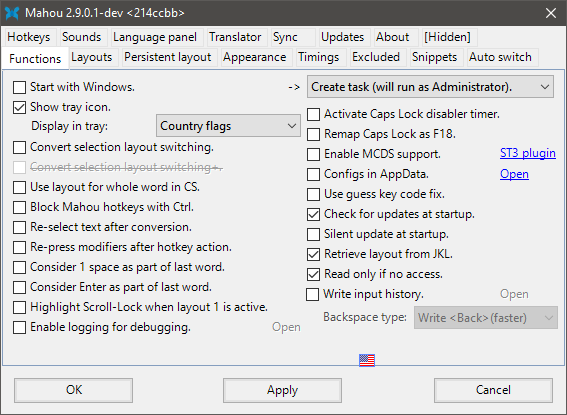 Mahou 2.9.0.1-dev <214ccbb>
Hotkeys Sounds Language panel Translator Sync Updates About [Hidden]
Functions Layouts Persistent layout Appearance Timings Excluded Snippets Auto switch
Start with Windows. -> Create task (will run as Administrator).
Show tray icon.
Display in tray: Country flags
Convert selection layout switching.
Convert selection layout switching+.
Use layout for whole word in CS.
Block Mahou hotkeys with Ctrl.
Re-select text after conversion.
Re-press modifiers after hotkey action.
Consider 1 space as part of last word.
Consider Enter as part of last word.
Highlight Scroll-Lock when layout 1 is active.
Enable logging for debugging. Open
Activate Caps Lock disabler timer.
Remap Caps Lock as F18.
Enable MCDS support. ST3 plugin
Configs in AppData. Open
Use guess key code fix.
Check for updates at startup.
Silent update at startup.
Retrieve layout from JKL.
Read only if no access.
Write input history. Open
Backspace type: Write <Back>(faster)
OK Apply Cancel